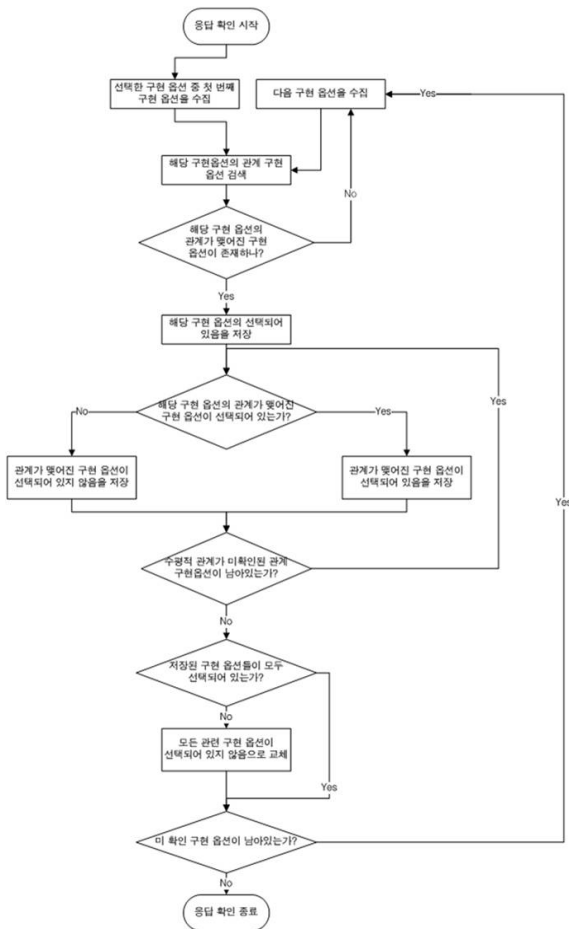 응답 확인 시작
선택한 구현 옵션 중 첫 번째
구현 옵션을 수집
다음 구현 옵션을 수집
Yes
해당 구현옵션의 관계 구현
옵션 검색
No
해당 구현 옵션의
관계가 맺어진 구현
옵션이 존재하나?
Yes
해당 구현 옵션의 선택되어
있음을 저장
해당 구현 옵션의 관계가 맺어진
구현 옵션이 선택되어 있는가?
No
Yes
Yes
관계가 맺어진 구현 옵션이
선택되어 있지 않음을 저장
관계가 맺어진 구현 옵션이
선택되어 있음을 저장
Yes
수평적 관계가 미확인된 관계
구현옵션이 남아있는가?
No
저장된 구현 옵션들이 모두
선택되어 있는가?
No
모든 관련 구현 옵션이
선택되어 있지 않음으로 교체
Yes
미 확인 구현 옵션이 남아있는가?
No
응답 확인 종료